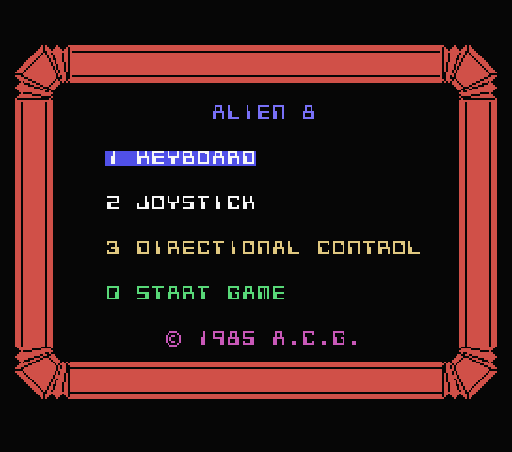 ALIEN 8
1 KEYBOARD
2 JOYSTICK
3 DIRECTIONAL CONTROL
0 START GAME
© 1985 A.C.G.